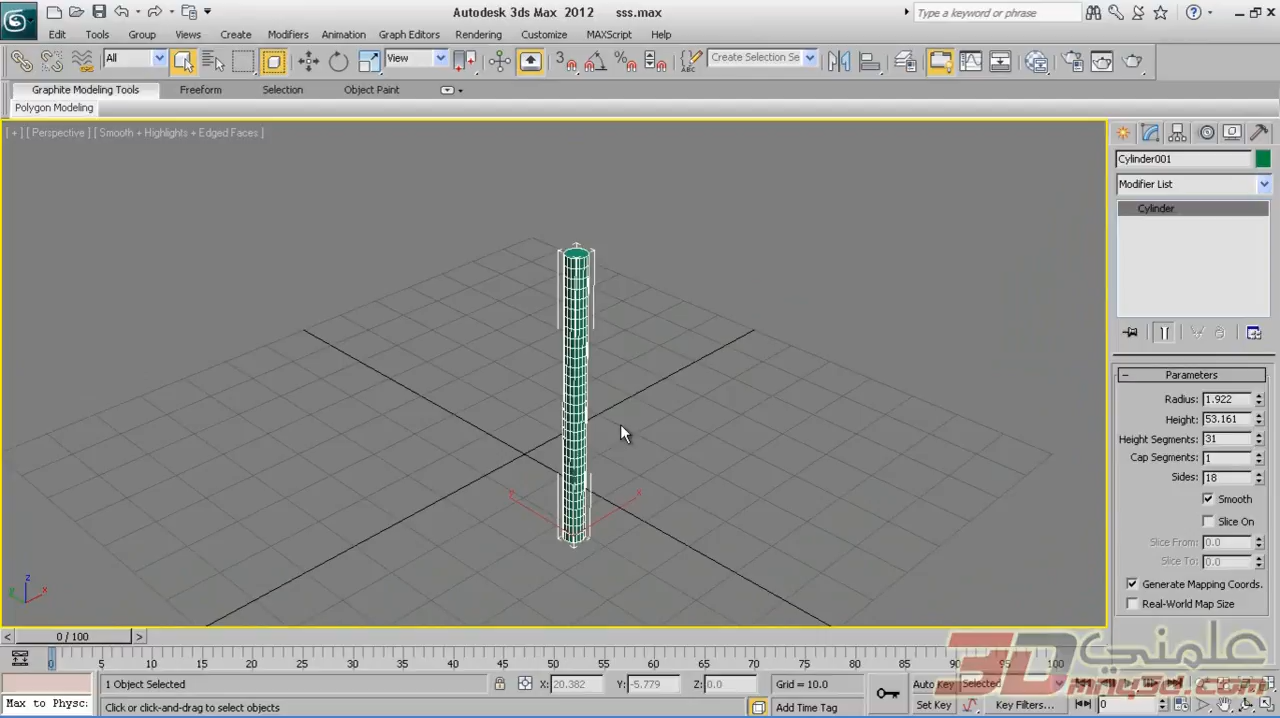 Autodesk 3ds Max 2012 sss.max
Type a keyword or phrase
Edit Tools Group Views Create Modifiers Animation Graph Editors Rendering Customize MAXScript Help
All
View
Create Selection Se
Graphite Modeling Tools Freeform Selection Object Paint
Polygon Modeling
[ + ] [ Perspective ] [ Smooth + Highlights + Edged Faces ]
Cylinder001
Modifier List
Cylinder
Parameters
Radius: 1.922
Height: 53.161
Height Segments: 31
Cap Segments: 1
Sides: 18
Smooth
Slice On
Slice From: 0.0
Slice To: 0.0
Generate Mapping Coords.
Real-World Map Size
y x
z
y x
< 0 / 100 >
0 5 10 15 20 25 30 35 40 45 50 55 60 65 70 75 80 85 90 95 100
علمني
3D
1 Object Selected
X: 20.382 Y: -5.779 Z: 0.0
Grid = 10.0
Auto Key Selected
Max to Physc:
Click or click-and-drag to select objects
Add Time Tag
Set Key
Key Filters...
0